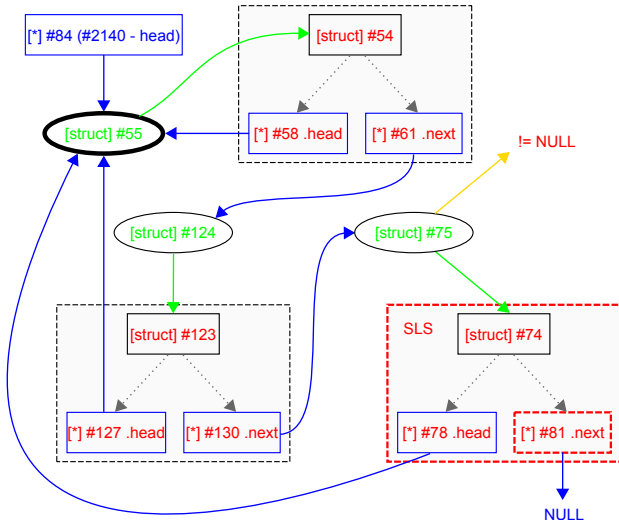 [*] #84 (#2140 - head)
[struct] #54
[struct] #55
[*] #58 .head
[*] #61 .next
!= NULL
[struct] #124
[struct] #75
[struct] #123
SLS
[struct] #74
[*] #127 .head
[*] #130 .next
[*] #78 .head
[*] #81 .next
NULL